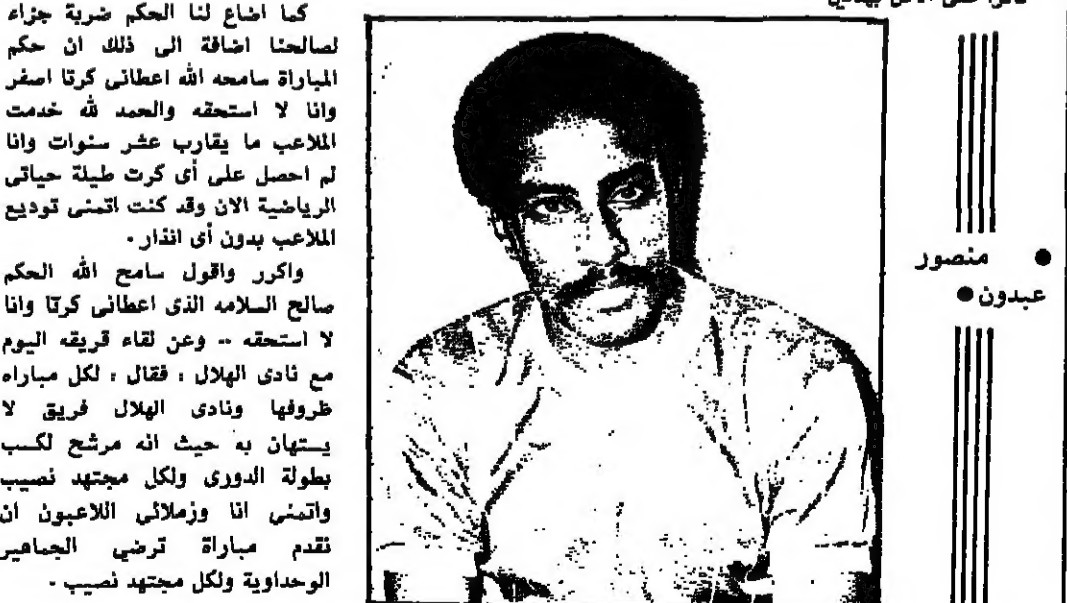 كما اضاع لنا الحكم ضربة جزاء
لصالحنا اضافة الى ذلك ان حكم
المباراة سامحه الله اعطانى كرتا اصفر
وانا لا استحقه والحمد لله خدمت
الملاعب ما يقارب عشر سنوات وانا
لم احصل على أى كرت طيلة حياتى
الرياضية الان وقد كنت اتمنى توديع
الملاعب بدون أى انذار .
واكرر واقول سامح الله الحكم
صالح السلامه الذى اعطانى كرتا وانا
لا استحقه .. وعن لقاء قريقه اليوم
مع نادى الهلال ، فقال ، لكل مباراه
ظروفها ونادى الهلال فريق لا
يستهان به حيث انه مرشح لكسب
بطولة الدورى ولكل مجتهد نصيب
واتمنى انا وزملائي اللاعبون ان
نقدم مباراة ترضي الجماهير
الوحداوية ولكل مجتهد نصيب .
● منصور
عبدون ●